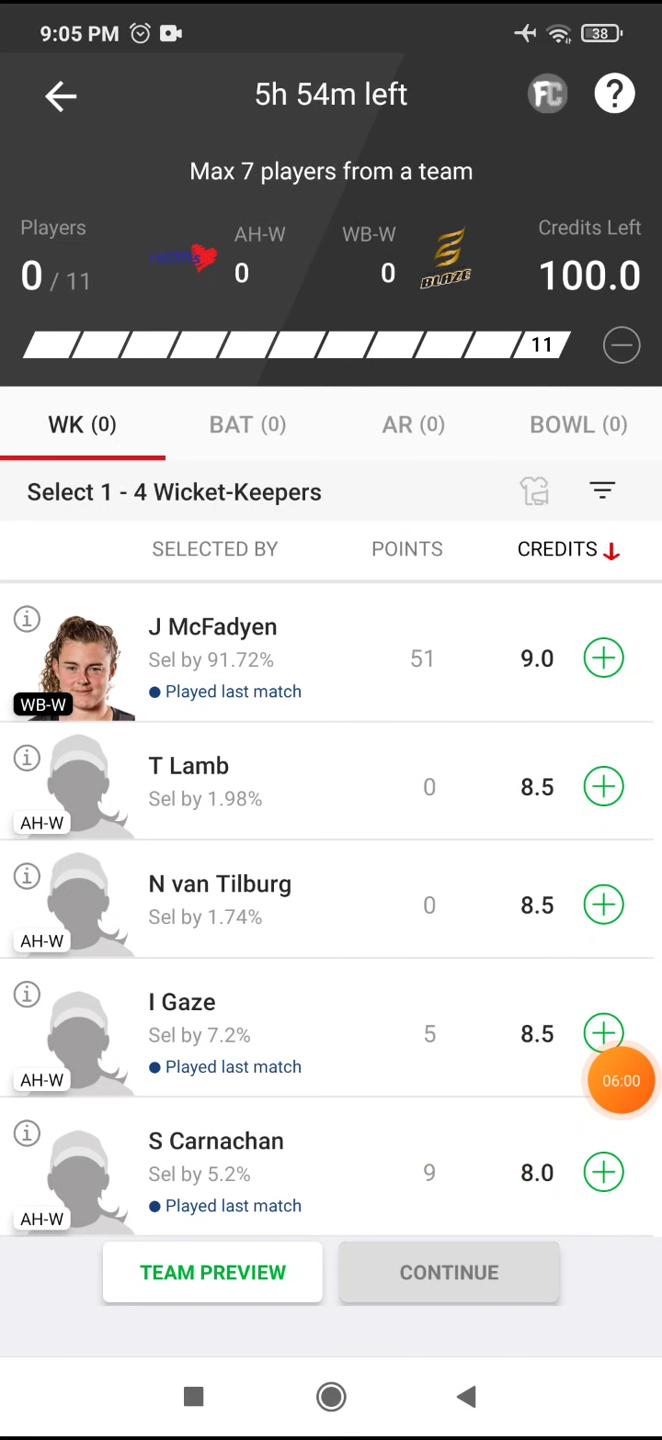 9:05 PM
38
5h 54m left
FC
?
Max 7 players from a team
Players
AH-W
WB-W
Credits Left
0 / 11
0
0
BLAZE
100.0
11
WK (0)
BAT (0)
AR (0)
BOWL (0)
Select 1 - 4 Wicket-Keepers
SELECTED BY
POINTS
CREDITS
J McFadyen
Sel by 91.72%
51
9.0
Played last match
WB-W
T Lamb
Sel by 1.98%
0
8.5
AH-W
N van Tilburg
Sel by 1.74%
0
8.5
AH-W
I Gaze
Sel by 7.2%
5
8.5
Played last match
AH-W
06:00
S Carnachan
Sel by 5.2%
9
8.0
Played last match
AH-W
TEAM PREVIEW
CONTINUE